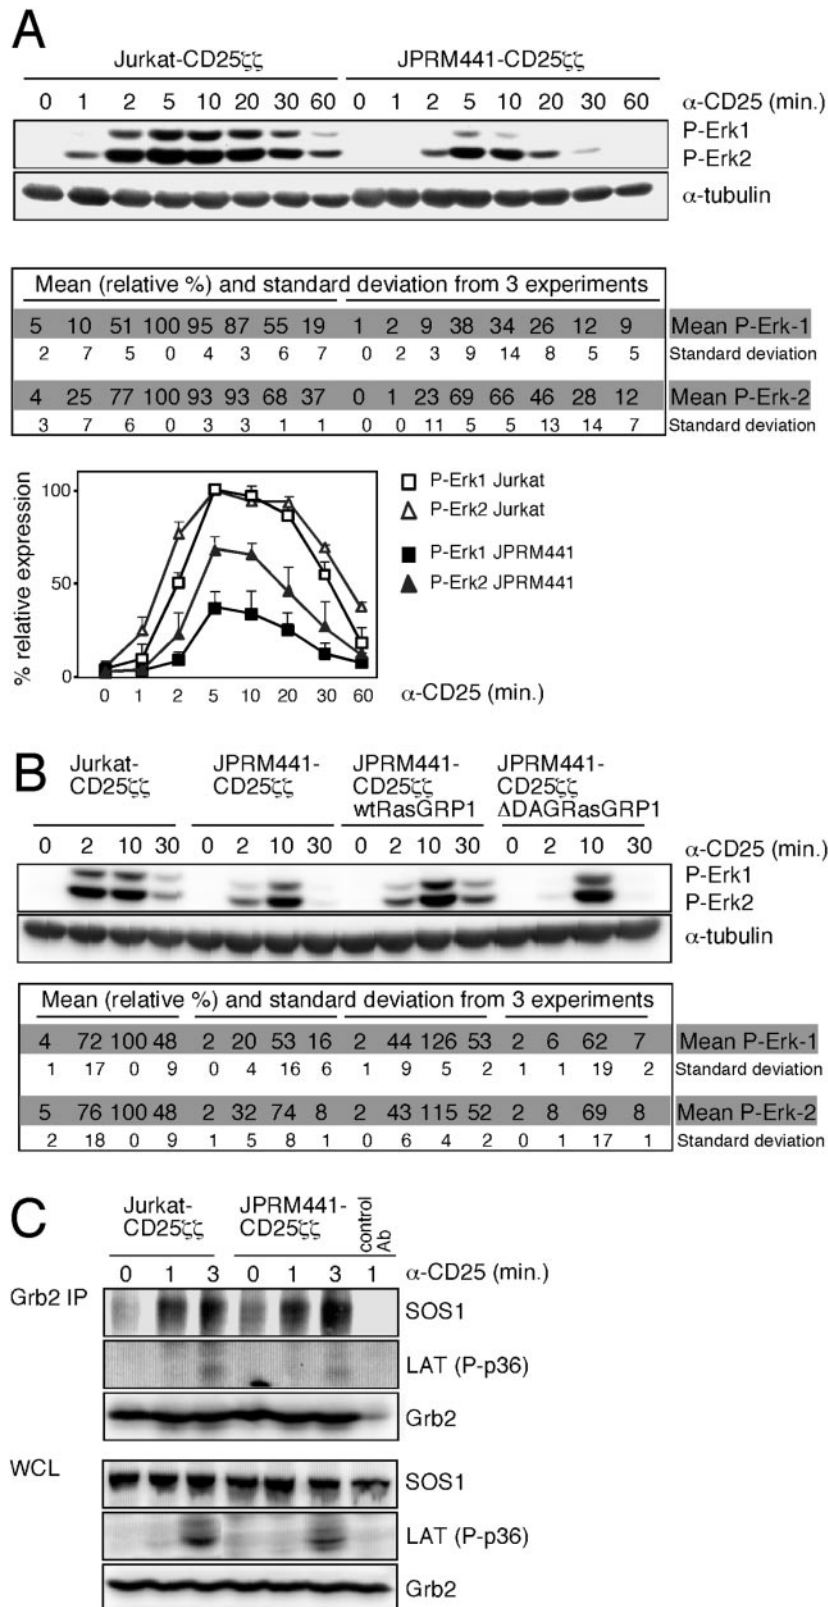 A
Jurkat-CD25ζζ JPRM441-CD25ζζ
0 1 2 5 10 20 30 60 0 1 2 5 10 20 30 60 α-CD25 (min.)
P-Erk1
P-Erk2
α-tubulin
Mean (relative %) and standard deviation from 3 experiments
5 10 51 100 95 87 55 19 1 2 9 38 34 26 12 9 Mean P-Erk-1
2 7 5 0 4 3 6 7 0 2 3 9 14 8 5 5 Standard deviation
4 25 77 100 93 93 68 37 0 1 23 69 66 46 28 12 Mean P-Erk-2
3 7 6 0 3 3 1 1 0 0 11 5 5 13 14 7 Standard deviation
% relative expression
100
50
0
0 1 2 5 10 20 30 60 α-CD25 (min.)
P-Erk1 Jurkat
P-Erk2 Jurkat
P-Erk1 JPRM441
P-Erk2 JPRM441
B
Jurkat-
CD25ζζ
JPRM441-
CD25ζζ
JPRM441-
CD25ζζ
wtRasGRP1
JPRM441-
CD25ζζ
ΔDAGRasGRP1
0 2 10 30 0 2 10 30 0 2 10 30 0 2 10 30 α-CD25 (min.)
P-Erk1
P-Erk2
α-tubulin
Mean (relative %) and standard deviation from 3 experiments
4 72 100 48 2 20 53 16 2 44 126 53 2 6 62 7 Mean P-Erk-1
1 17 0 9 0 4 16 6 1 9 5 2 1 1 19 2 Standard deviation
5 76 100 48 2 32 74 8 2 43 115 52 2 8 69 8 Mean P-Erk-2
2 18 0 9 1 5 8 1 0 6 4 2 0 1 17 1 Standard deviation
C
Jurkat-
CD25ζζ
JPRM441-
CD25ζζ
control
Ab
0 1 3 0 1 3 1 α-CD25 (min.)
Grb2 IP
SOS1
LAT (P-p36)
Grb2
WCL
SOS1
LAT (P-p36)
Grb2